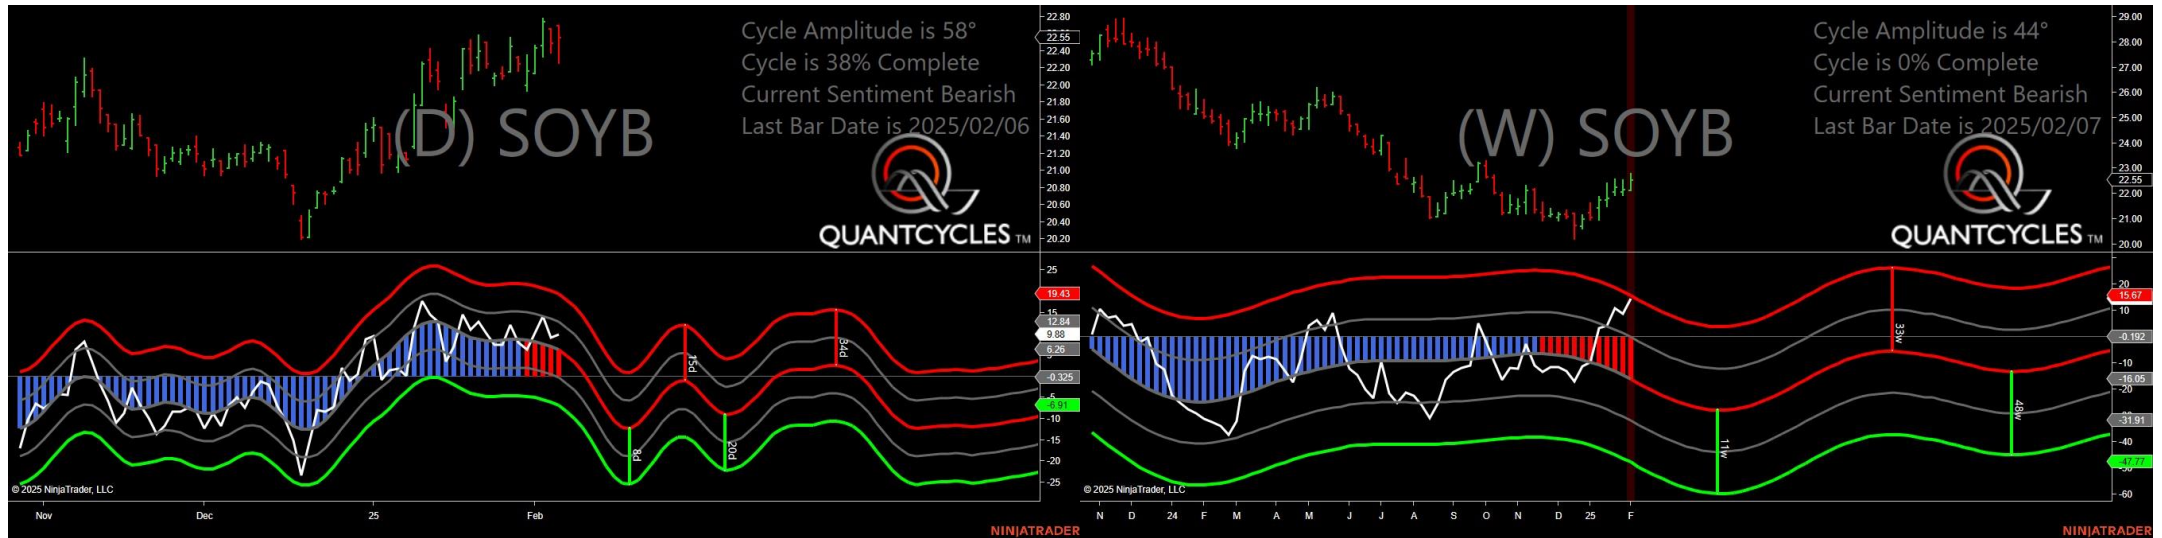 Cycle Amplitude is 58°
Cycle is 38% Complete
Current Sentiment Bearish
Last Bar Date is 2025/02/06
(D) SOYB
QUANTCYCLES TM
22.80
22.55
22.40
22.20
22.00
21.80
21.60
21.40
21.20
21.00
20.80
20.60
20.40
20.20
25
19.43
15
12.84
9.88
6.26
-0.325
-5
-6.91
-10
-15
-20
-25
8d
15d
20d
34d
© 2025 NinjaTrader, LLC
Nov
Dec
25
Feb
NINJATRADER
Cycle Amplitude is 44°
Cycle is 0% Complete
Current Sentiment Bearish
Last Bar Date is 2025/02/07
(W) SOYB
QUANTCYCLES TM
29.00
28.00
27.00
26.00
25.00
24.00
23.00
22.55
22.00
21.00
20.00
20
15.67
10
-0.192
-10
-16.05
-20
-31.91
-40
-47.77
-60
11w
33w
48w
© 2025 NinjaTrader, LLC
N D 24 F M A M J J A S O N D 25 F
NINJATRADER